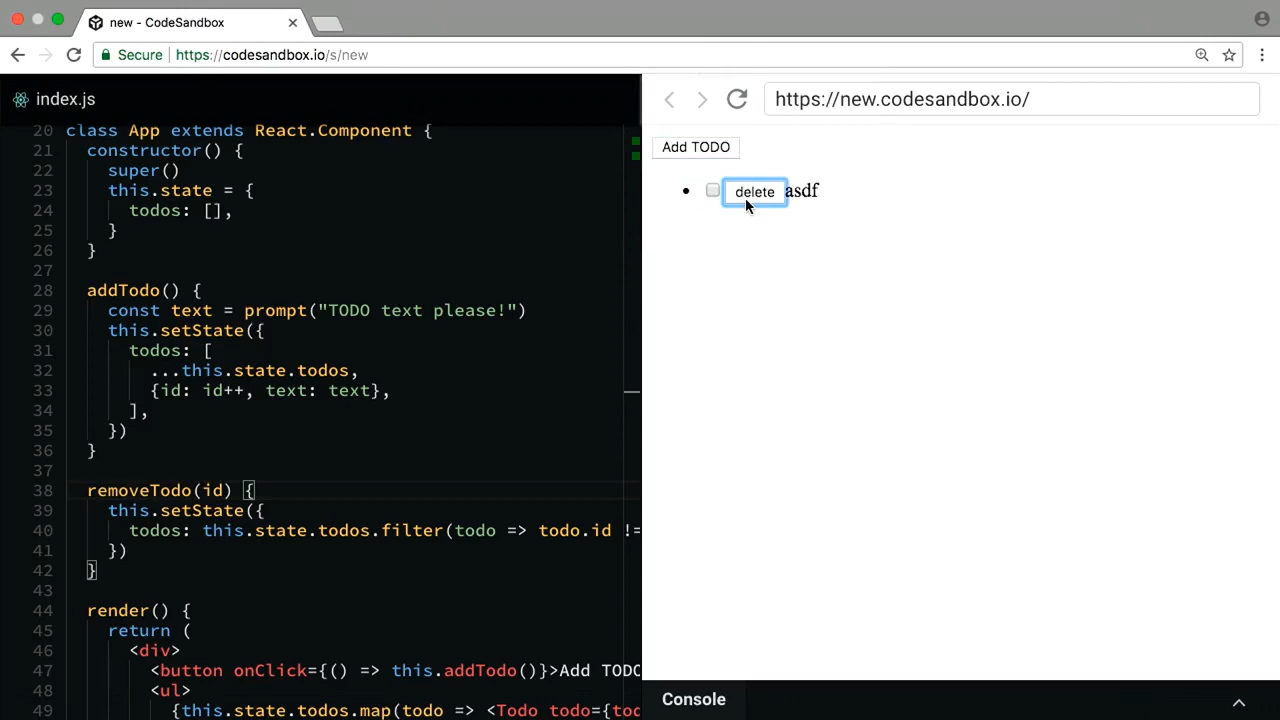 new - CodeSandbox
Secure https://codesandbox.io/s/new
index.js
20 class App extends React.Component {
21 constructor() {
22 super()
23 this.state = {
24 todos: [],
25 }
26 }
27
28 addTodo() {
29 const text = prompt("TODO text please!")
30 this.setState({
31 todos: [
32 ...this.state.todos,
33 {id: id++, text: text},
34 ],
35 })
36 }
37
38 removeTodo(id) {
39 this.setState({
40 todos: this.state.todos.filter(todo => todo.id !=
41 })
42 }
43
44 render() {
45 return (
46 <div>
47 <button onClick={() => this.addTodo()}>Add TODO
48 <ul>
49 {this.state.todos.map(todo => <Todo todo={tod
https://new.codesandbox.io/
Add TODO
delete asdf
Console